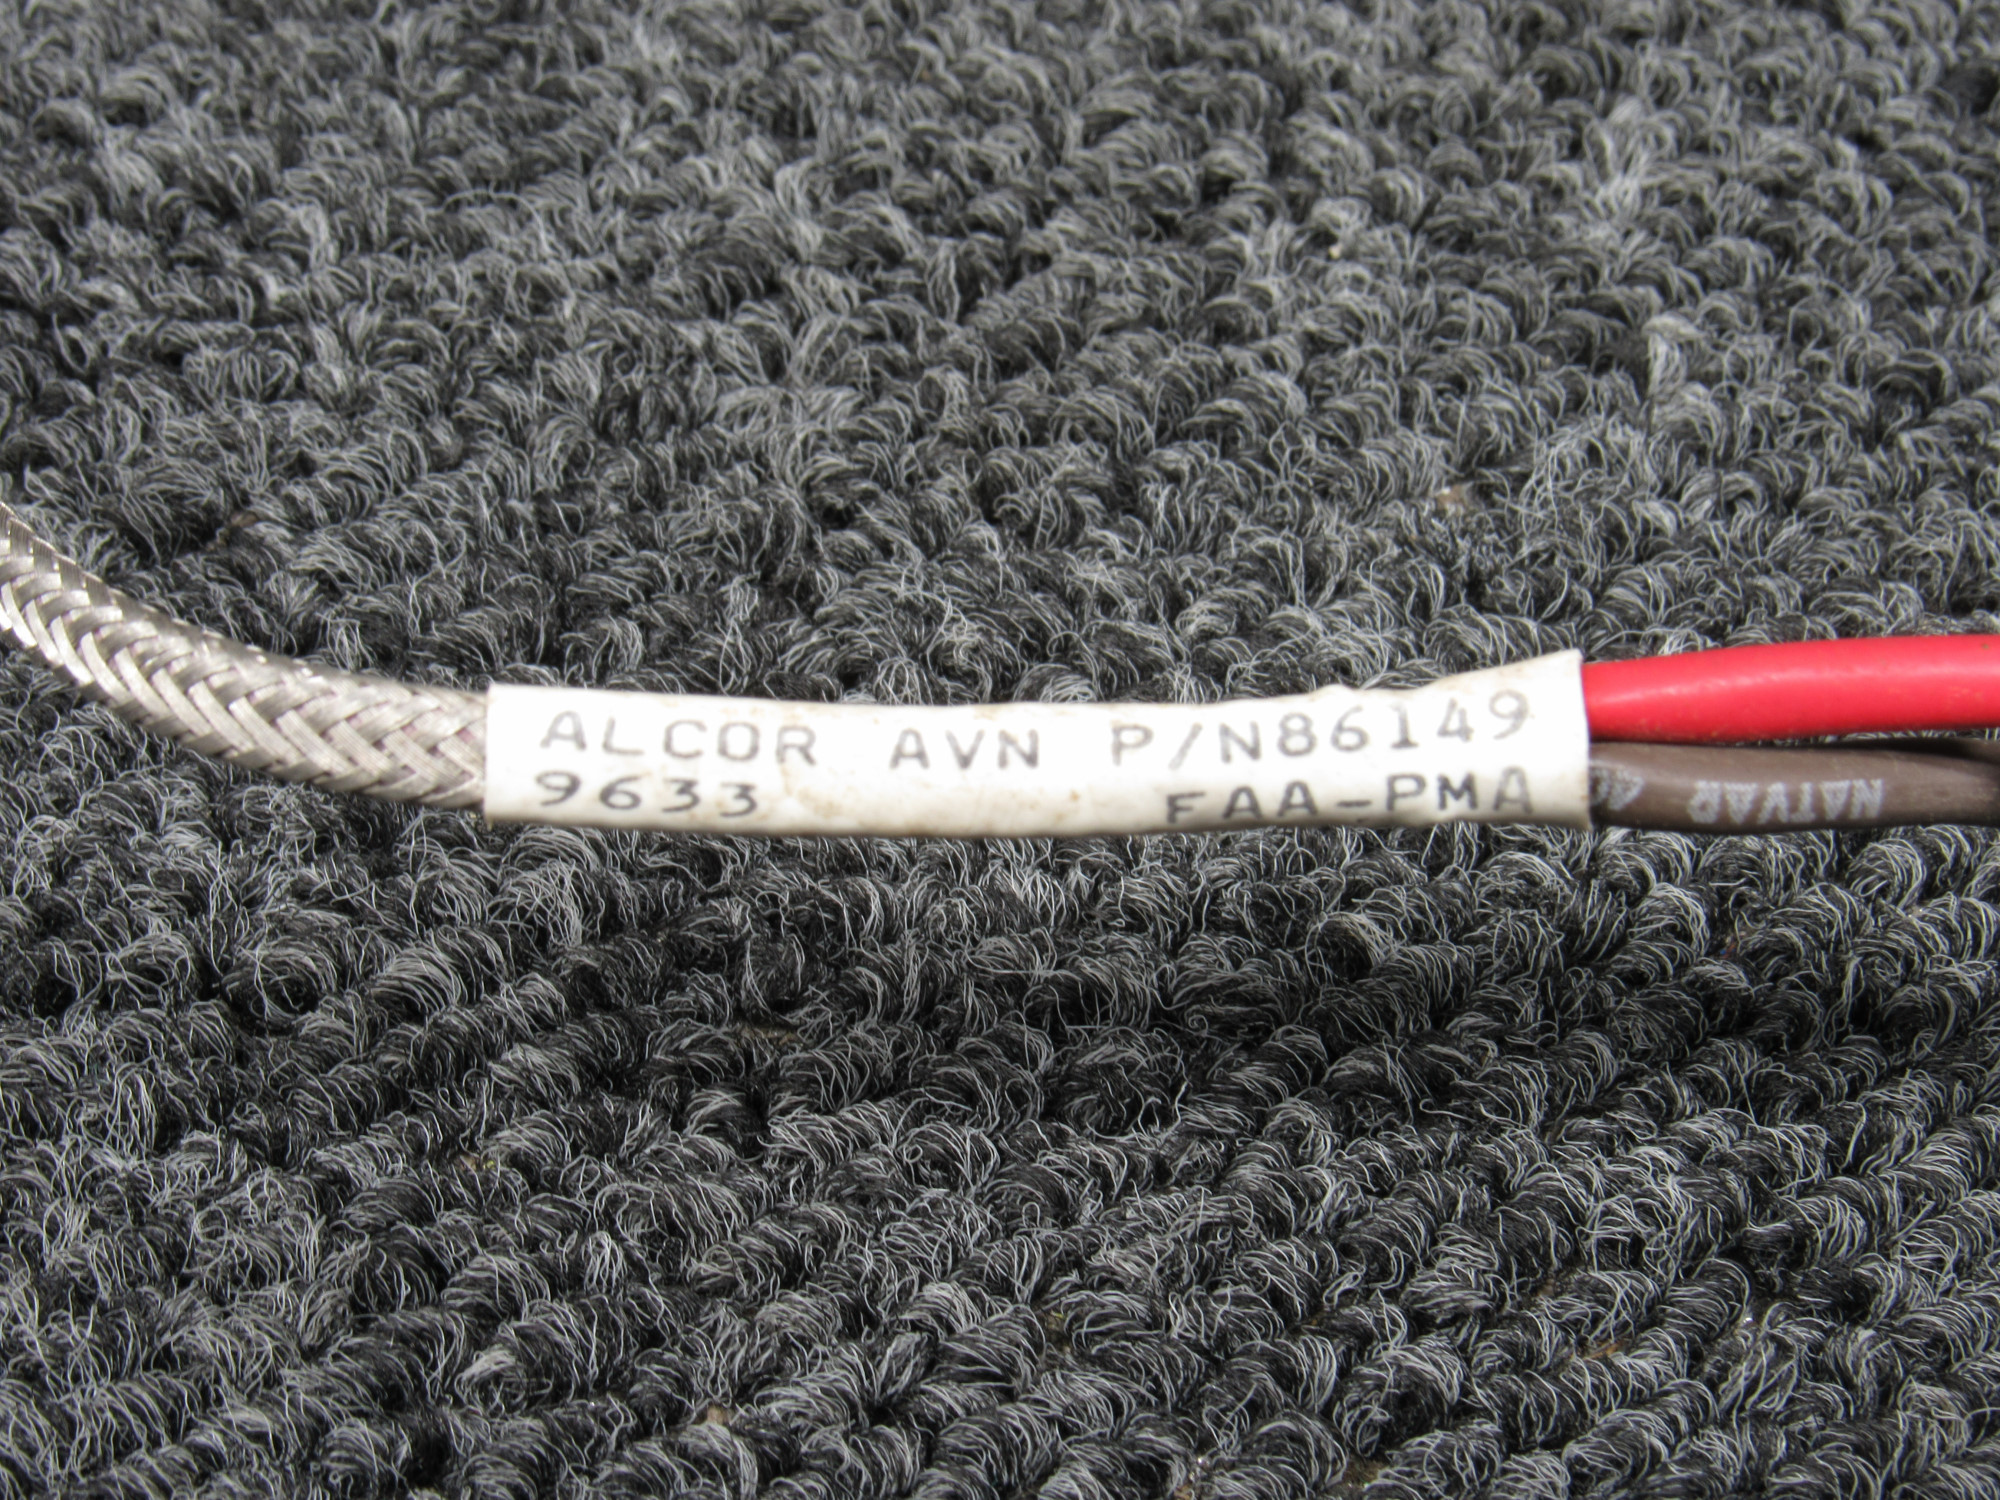 ALCOR AVN P/N86149
9633 FAA-PMA
NATVAR